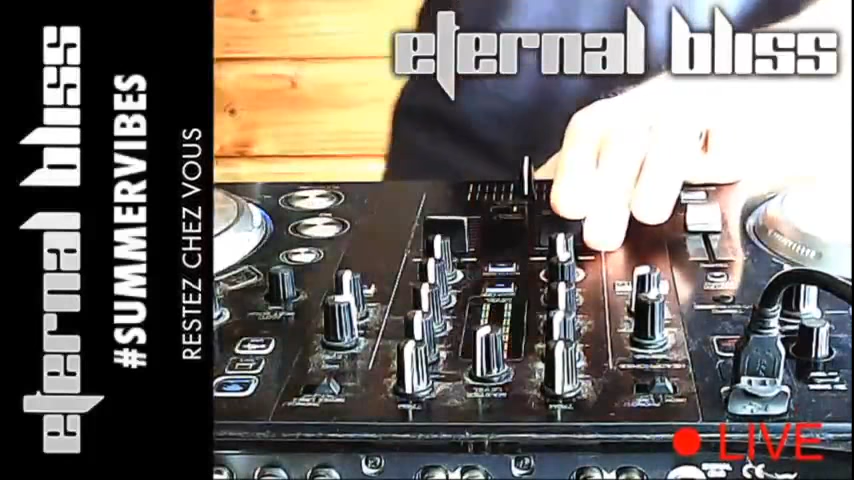 eternal bliss
#SUMMERVIBES
RESTEZ CHEZ VOUS
eternal bliss
LIVE